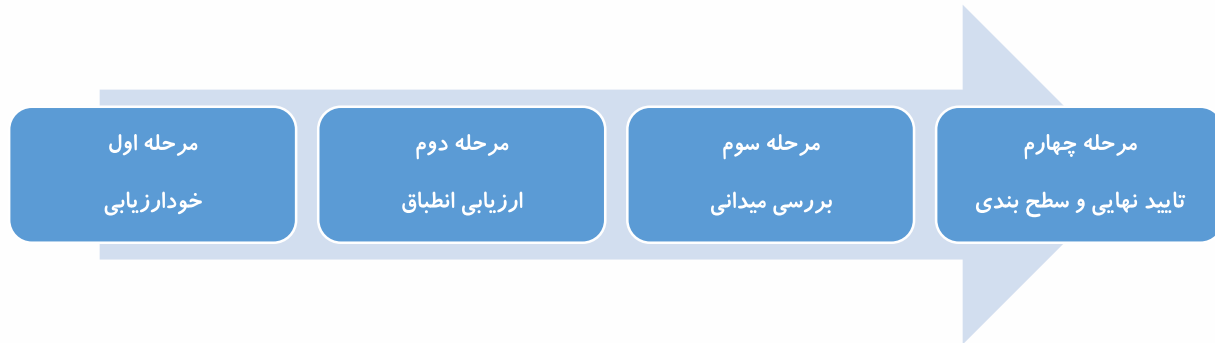 مرحله اول
خودارزیابی
مرحله دوم
ارزیابی انطباق
مرحله سوم
بررسی میدانی
مرحله چهارم
تایید نهایی و سطح بندی